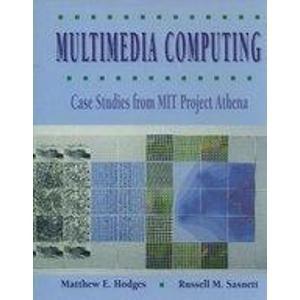 MULTIMEDIA COMPUTING
Case Studies from MIT Project Athena
Matthew E. Hodges ■ Russell M. Sasnett